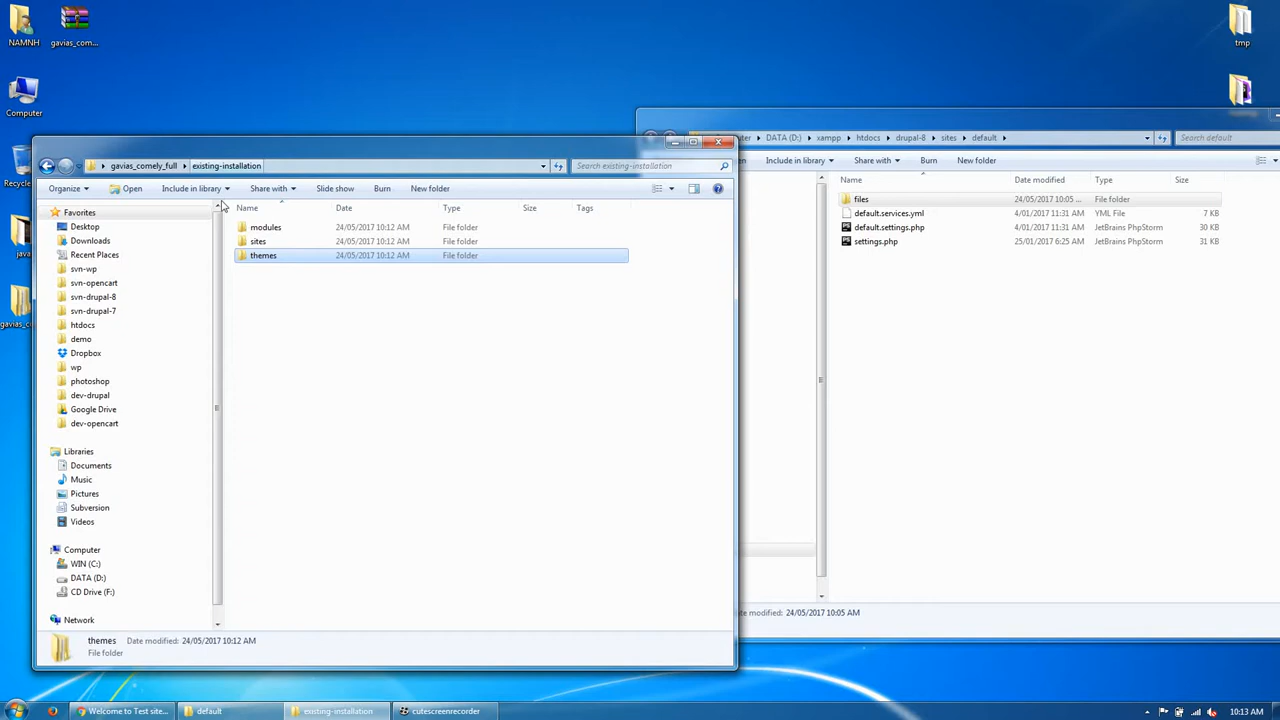 NAMNH
gavias_com...
Computer
Recycle
java
gavias_co
tmp
gavias_comely_full
existing-installation
Search existing-installation
Organize
Open
Include in library
Share with
Slide show
Burn
New folder
Name
Date
Type
Size
Tags
modules
24/05/2017 10:12 AM
File folder
sites
24/05/2017 10:12 AM
File folder
themes
24/05/2017 10:12 AM
File folder
Favorites
Desktop
Downloads
Recent Places
svn-wp
svn-opencart
svn-drupal-8
svn-drupal-7
htdocs
demo
Dropbox
wp
photoshop
dev-drupal
Google Drive
dev-opencart
Libraries
Documents
Music
Pictures
Subversion
Videos
Computer
WIN (C:)
DATA (D:)
CD Drive (F:)
Network
themes
Date modified: 24/05/2017 10:12 AM
File folder
uter
DATA (D:)
xampp
htdocs
drupal-8
sites
default
Search default
en
Include in library
Share with
Burn
New folder
Name
Date modified
Type
Size
files
24/05/2017 10:05 ...
File folder
default.services.yml
4/01/2017 11:31 AM
YML File
7 KB
default.settings.php
4/01/2017 11:31 AM
JetBrains PhpStorm
30 KB
settings.php
25/01/2017 6:25 AM
JetBrains PhpStorm
31 KB
te modified: 24/05/2017 10:05 AM
Welcome to Test site...
default
existing-installation
cutescreenrecorder
10:13 AM